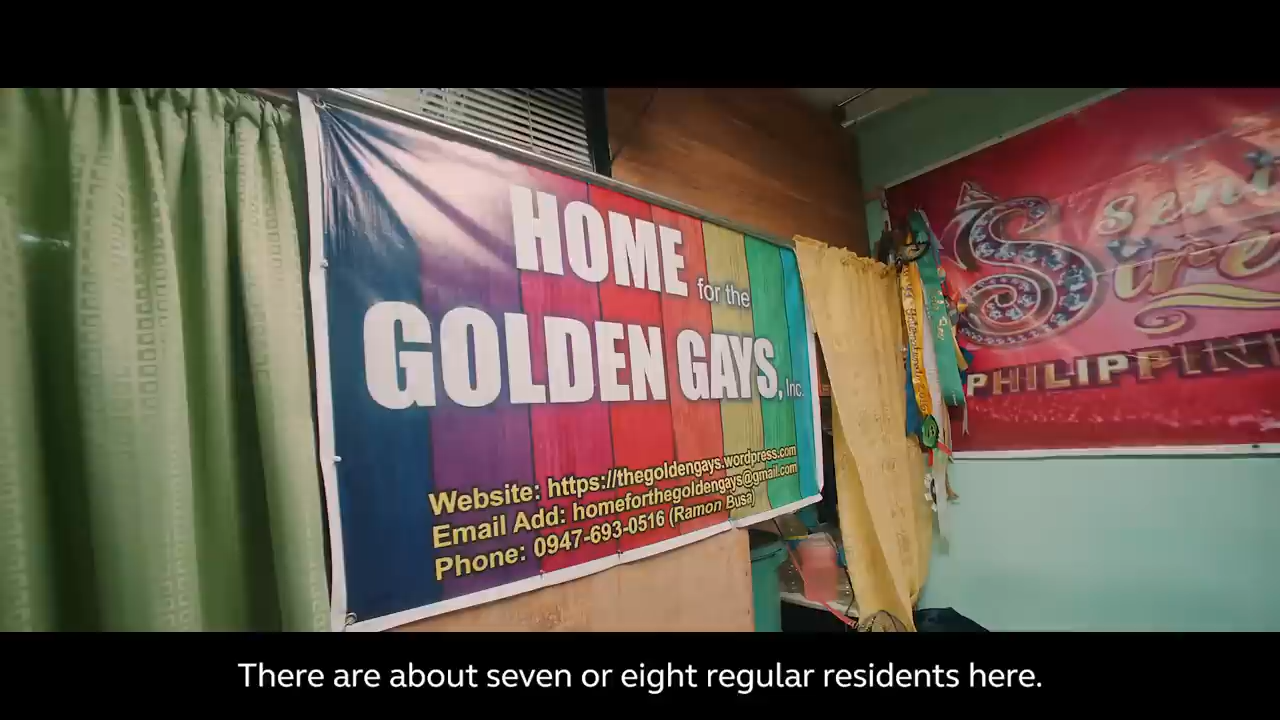 HOME for the
GOLDEN GAYS, Inc.
Website: https://thegoldengays.wordpress.com
Email Add: homeforthegoldengays@gmail.com
Phone: 0947-693-0516 (Ramon Busa)
PHILIPPIN
There are about seven or eight regular residents here.